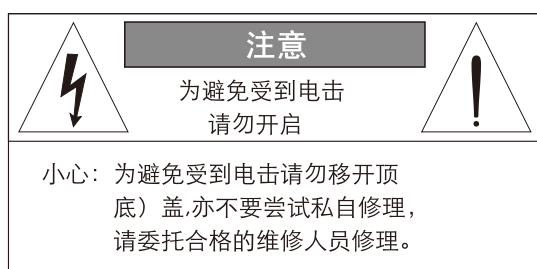 注意
为避免受到电击
请勿开启
小心：为避免受到电击请勿移开顶
底）盖,亦不要尝试私自修理，
请委托合格的维修人员修理。